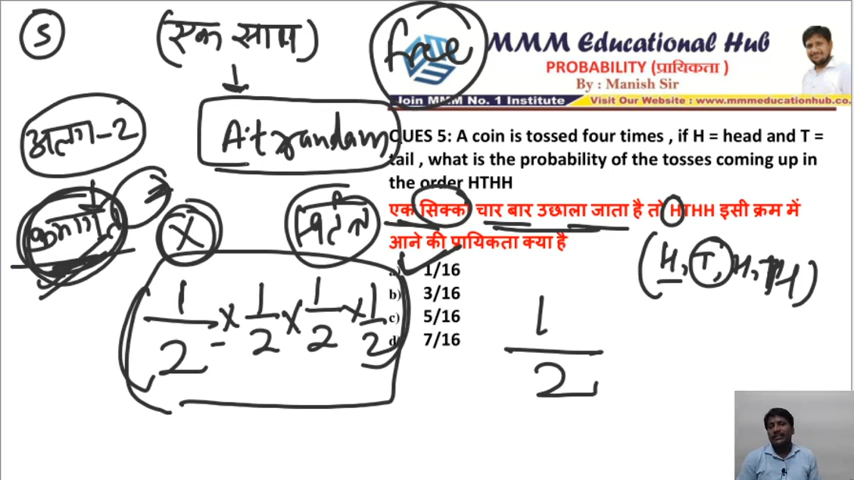 5 (एक साथ) free
MMM Educational Hub
PROBABILITY (प्रायिकता )
By : Manish Sir
Join MMM No. 1 Institute / Visit Our Website : www.mmmeducationhub.co.
अलग-2
At random
QUES 5: A coin is tossed four times , if H = head and T =
tail , what is the probability of the tosses coming up in
the order HTHH
एक सिक्का चार बार उछाला जाता है तो HTHH इसी क्रम में
आने की प्रायिकता क्या है
X
(H, T, H, H)
a) 1/16
b) 3/16
c) 5/16
d) 7/16
1/2 x 1/2 x 1/2 x 1/2
1/2